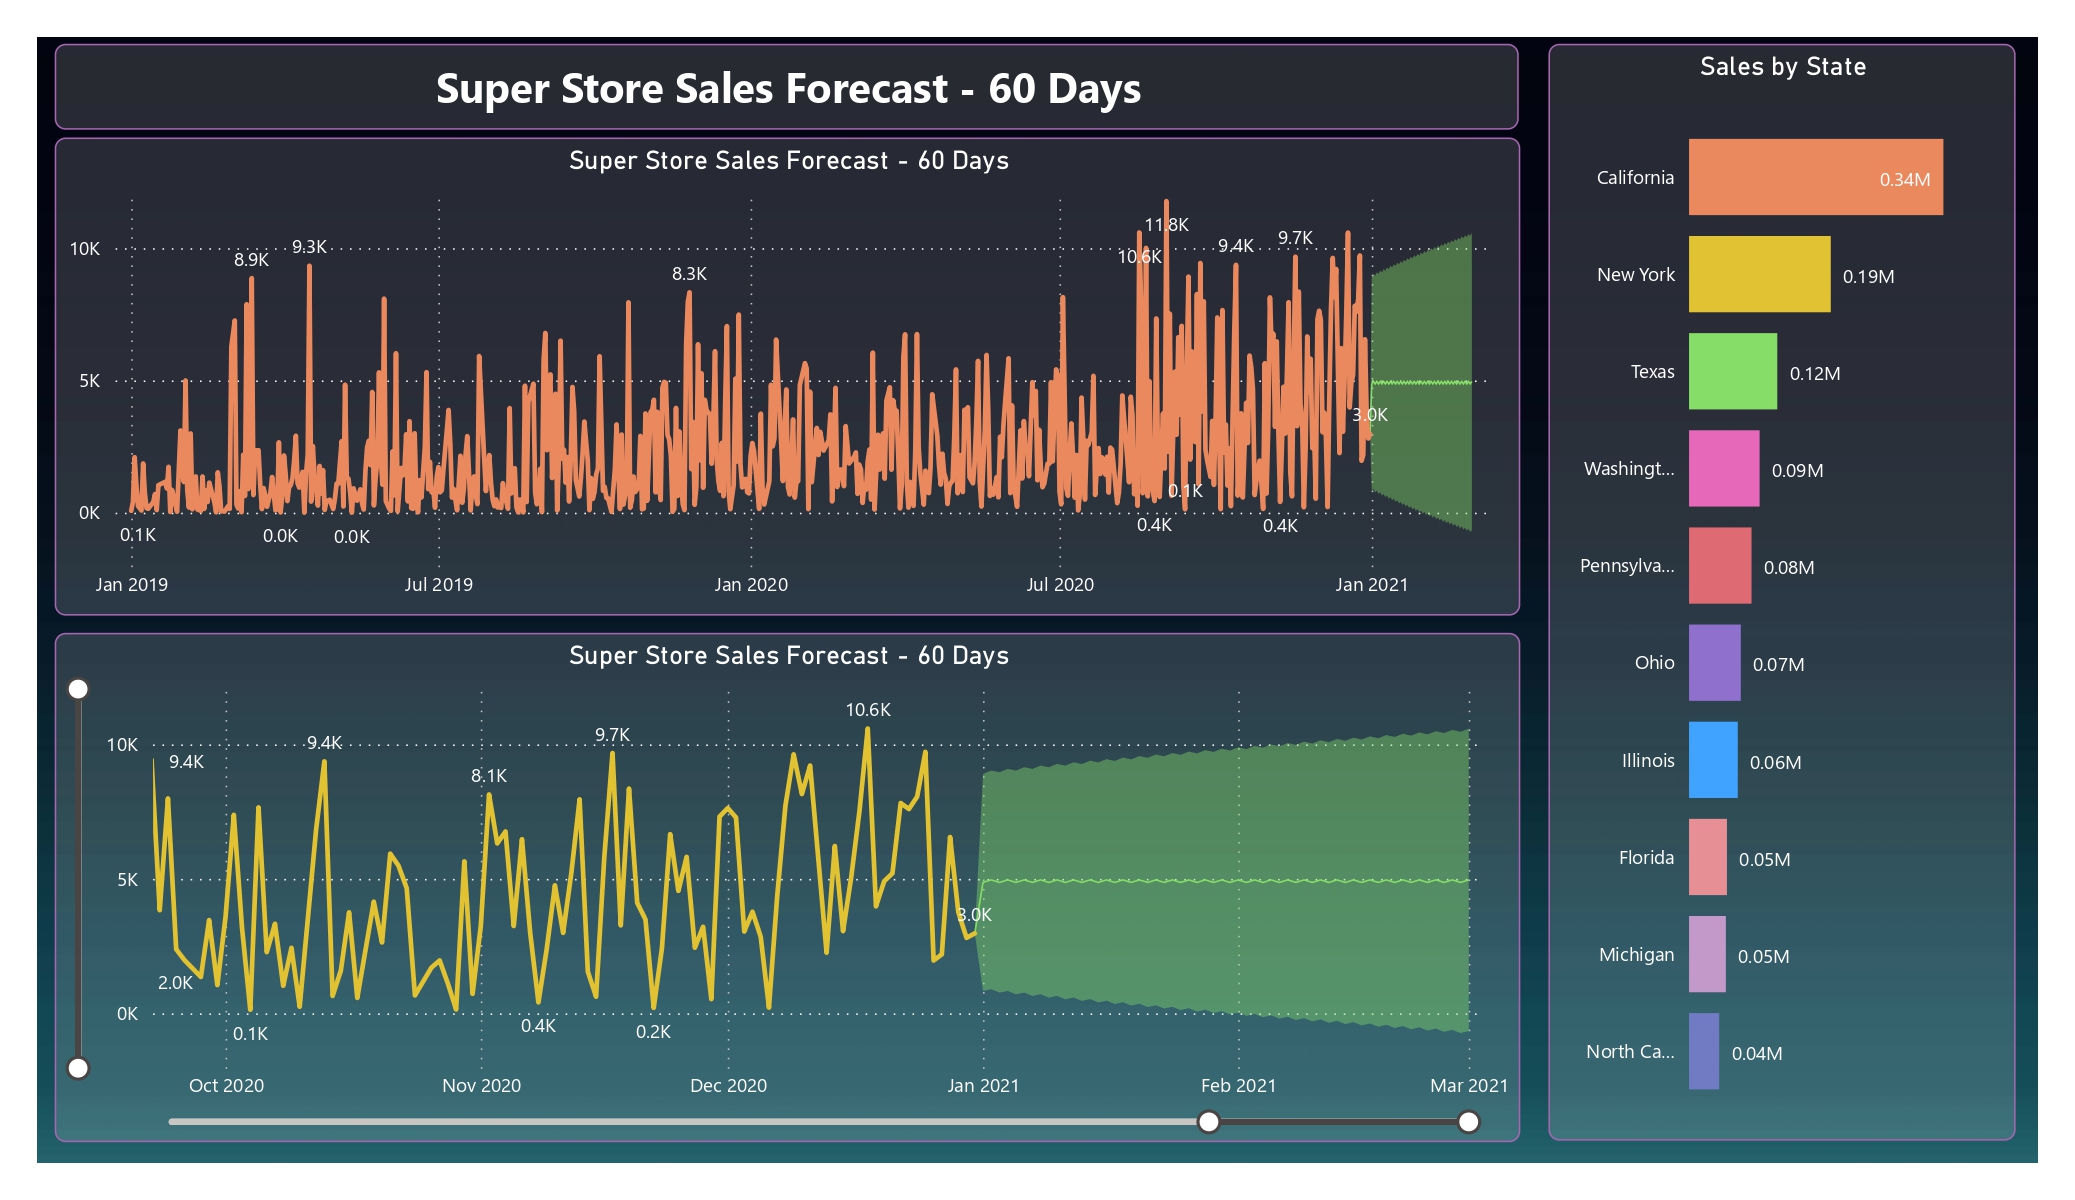 Super Store Sales Forecast - 60 Days
Super Store Sales Forecast - 60 Days
10K
5K
0K
8.9K
9.3K
8.3K
11.8K
10.6K
9.4K
9.7K
3.0K
0.1K
0.0K
0.0K
0.1K
0.4K
0.4K
Jan 2019
Jul 2019
Jan 2020
Jul 2020
Jan 2021
Super Store Sales Forecast - 60 Days
10K
5K
0K
9.4K
9.4K
8.1K
9.7K
10.6K
3.0K
2.0K
0.1K
0.4K
0.2K
Oct 2020
Nov 2020
Dec 2020
Jan 2021
Feb 2021
Mar 2021
Sales by State
California 0.34M
New York 0.19M
Texas 0.12M
Washingt... 0.09M
Pennsylva... 0.08M
Ohio 0.07M
Illinois 0.06M
Florida 0.05M
Michigan 0.05M
North Ca... 0.04M